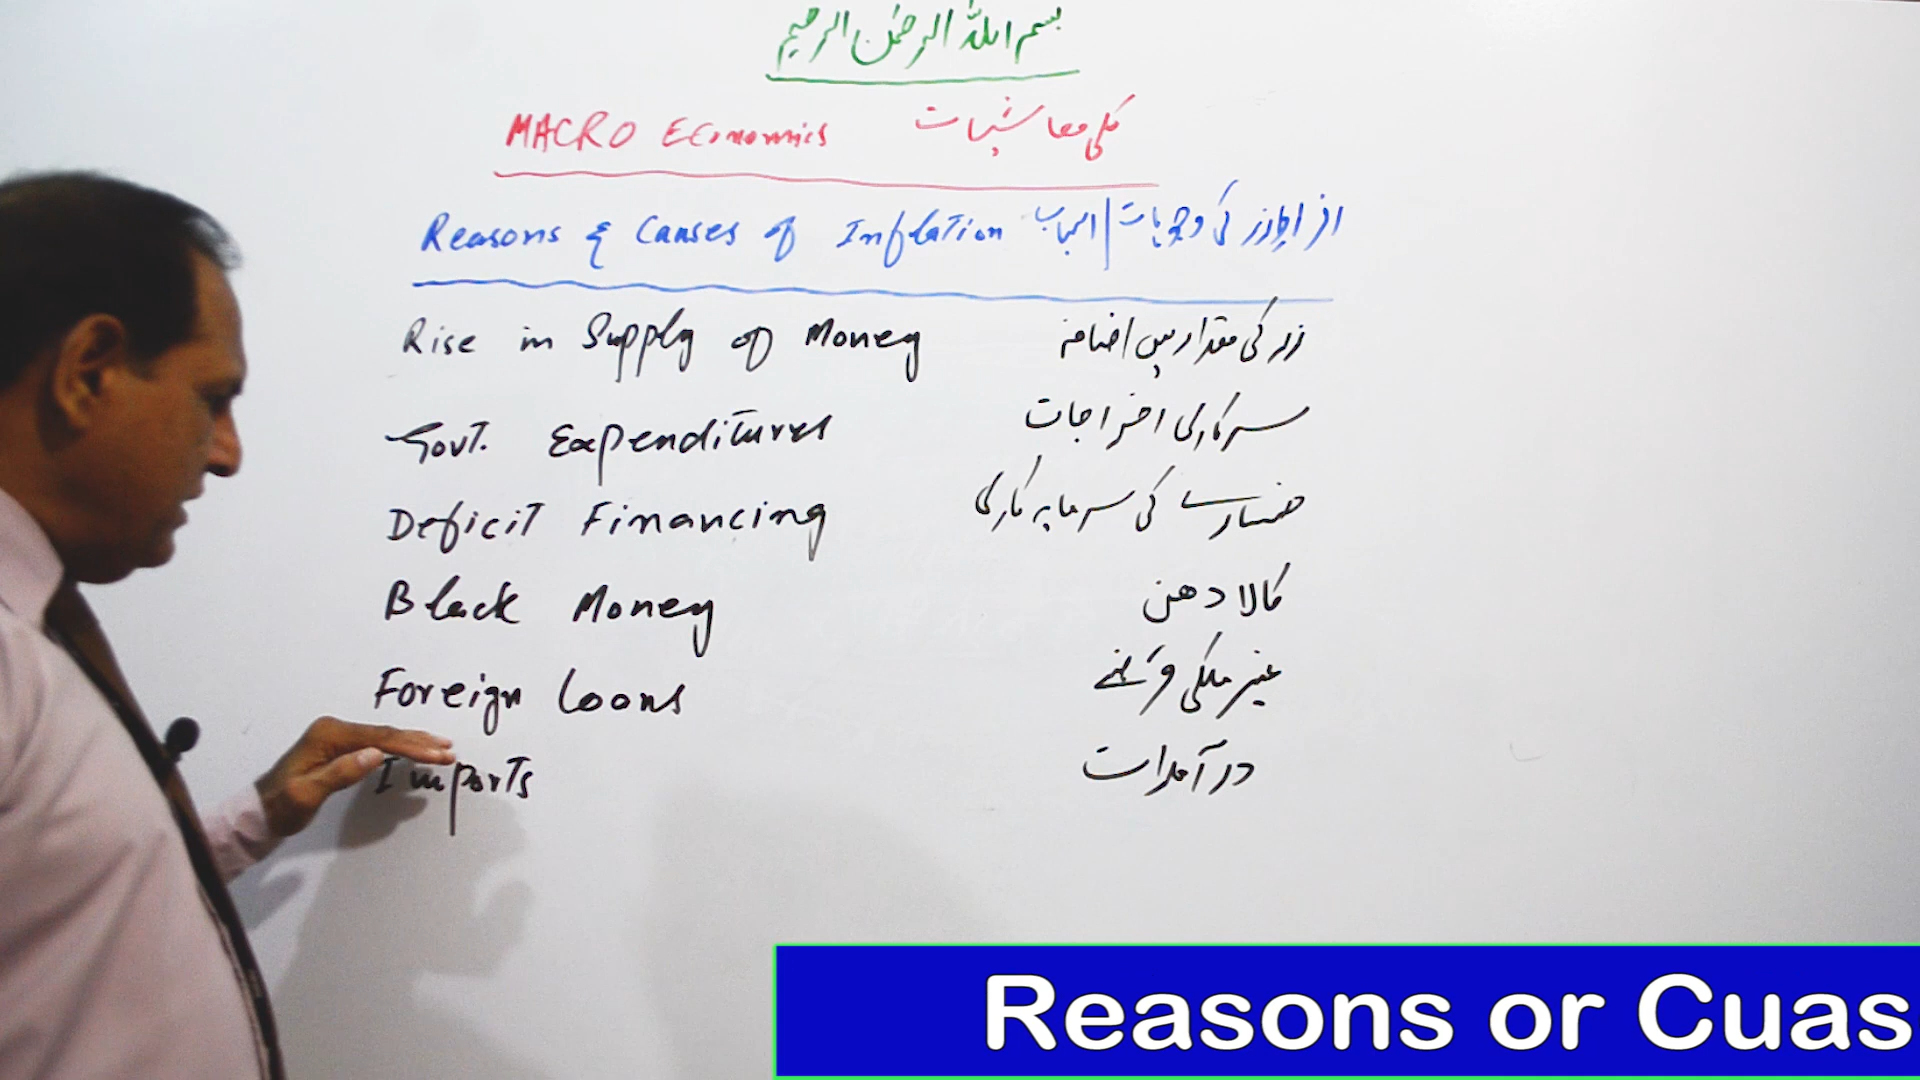 بسم اللہ الرحمٰن الرحیم
MACRO Economics کلی معاشیات
Reasons & Causes of Inflation افراطِ زر کی وجوہات | اسباب
Rise in Supply of Money زر کی مقدار میں اضافہ
Govt. Expenditures سرکاری اخراجات
Deficit Financing خسارے کی سرمایہ کاری
Black Money کالا دھن
Foreign Loans غیر ملکی قرضے
Imports درآمدات
Reasons or Cuas